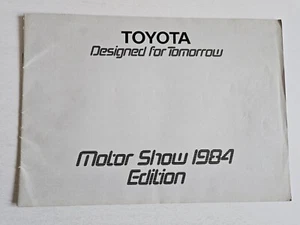 TOYOTA
Designed for Tomorrow
Motor Show 1984
Edition